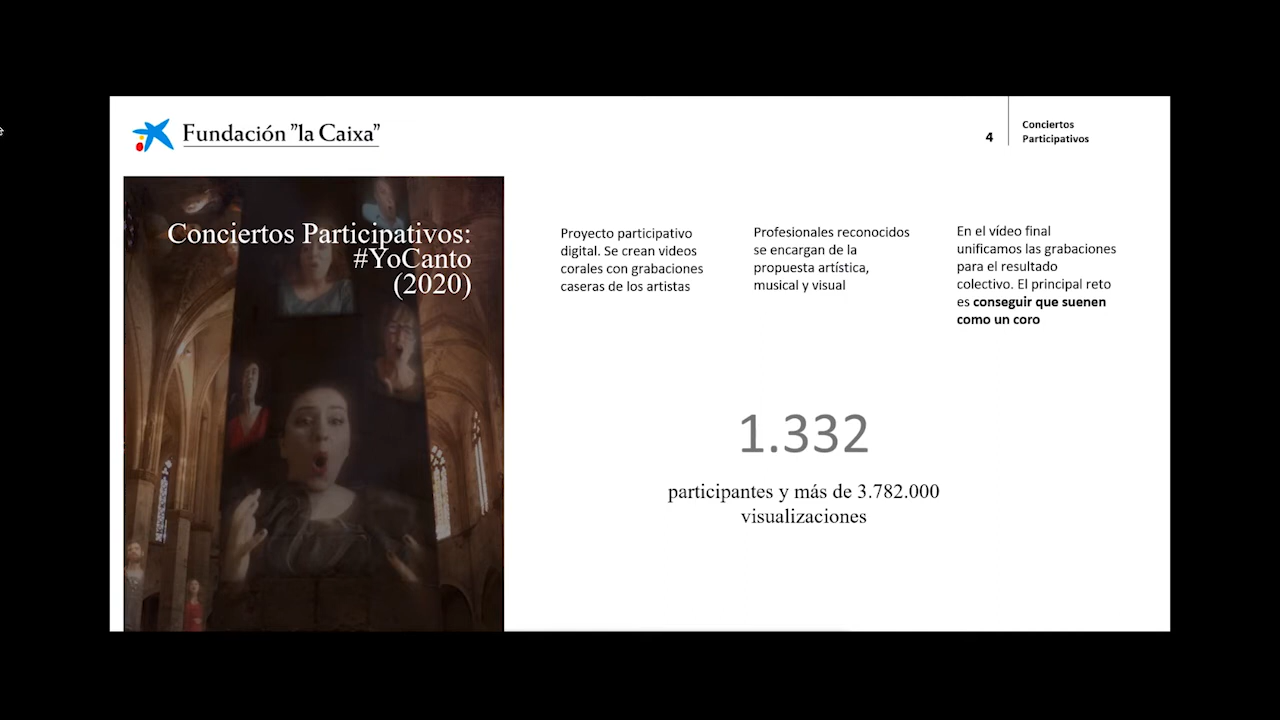 Fundación "la Caixa"
4
Conciertos
Participativos
Conciertos Participativos:
#YoCanto
(2020)
Proyecto participativo
digital. Se crean videos
corales con grabaciones
caseras de los artistas
Profesionales reconocidos
se encargan de la
propuesta artística,
musical y visual
En el vídeo final
unificamos las grabaciones
para el resultado
colectivo. El principal reto
es conseguir que suenen
como un coro
1.332
participantes y más de 3.782.000
visualizaciones